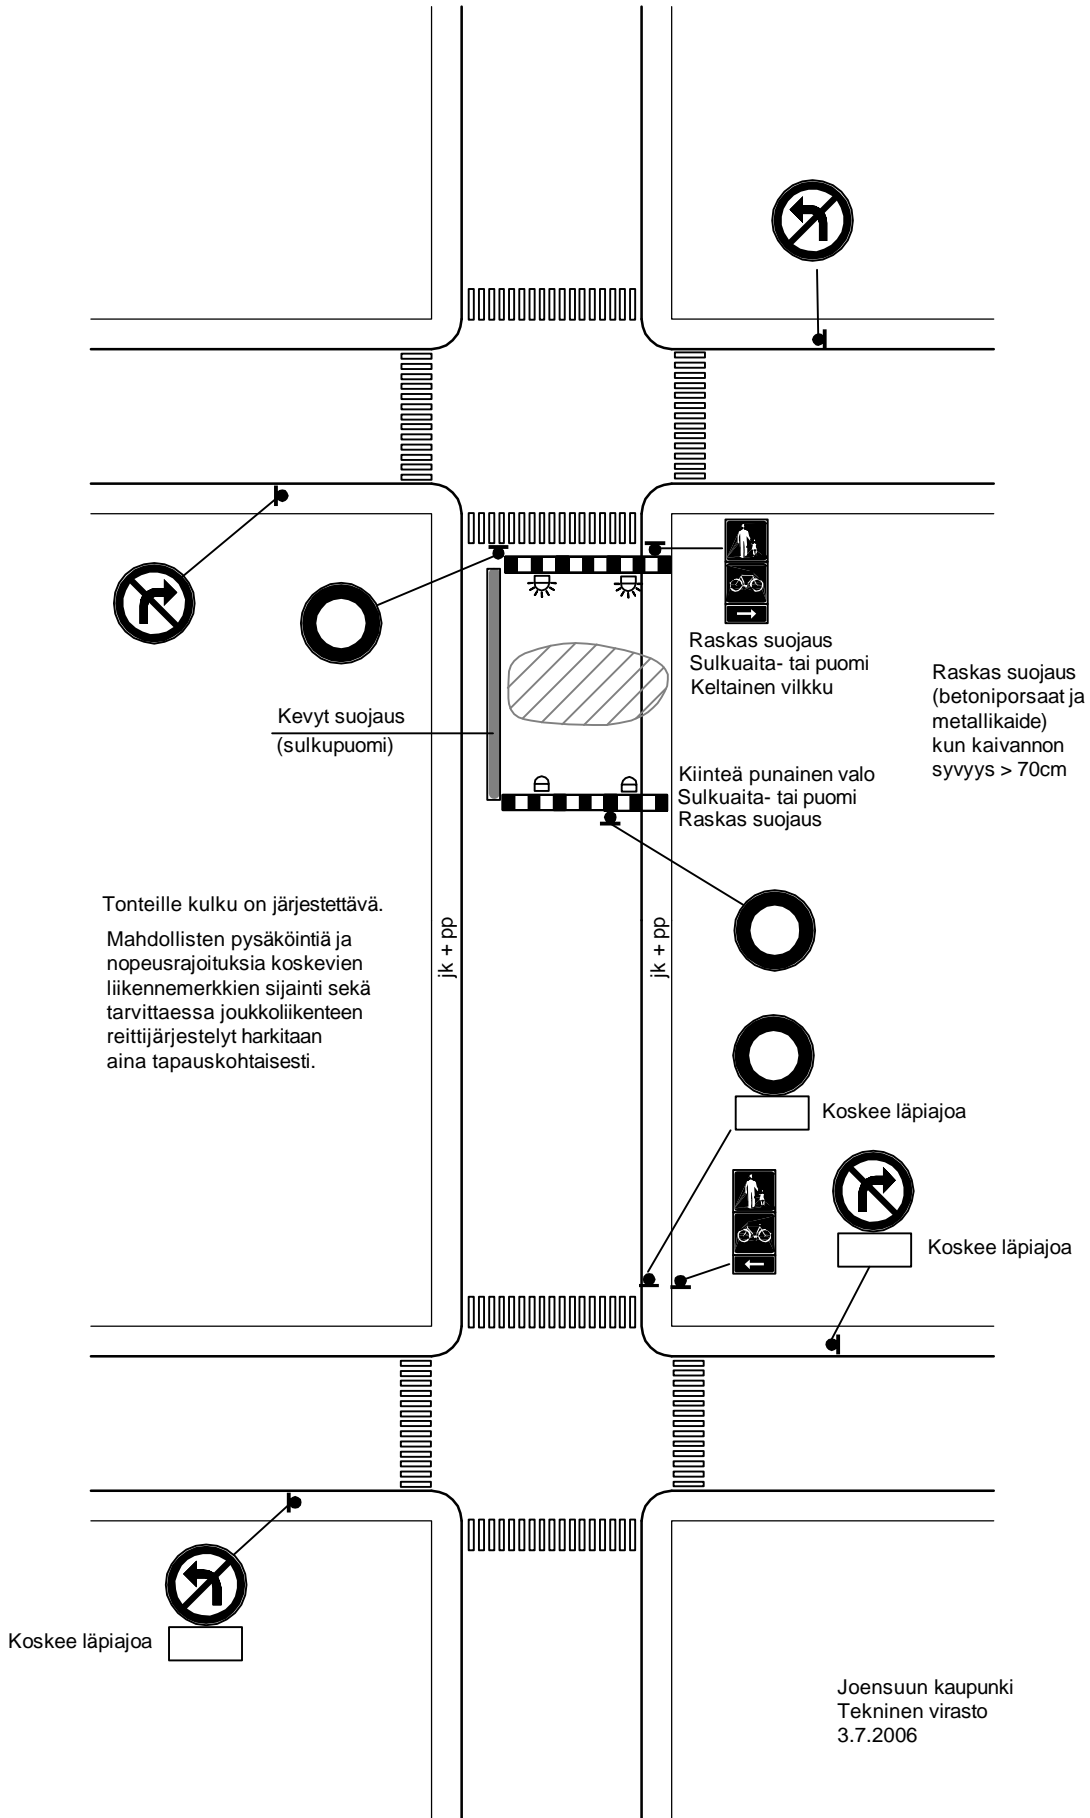 Raskas suojaus
Sulkuaita- tai puomi
Keltainen vilkku
Raskas suojaus
(betoniporsaat ja
metallikaide)
kun kaivannon
syvyys > 70cm
Kevyt suojaus
(sulkupuomi)
Kiinteä punainen valo
Sulkuaita- tai puomi
Raskas suojaus
Tonteille kulku on järjestettävä.
Mahdollisten pysäköintiä ja
nopeusrajoituksia koskevien
liikennemerkkien sijainti sekä
tarvittaessa joukkoliikenteen
reittijärjestelyt harkitaan
aina tapauskohtaisesti.
jk + pp
jk + pp
Koskee läpiajoa
Koskee läpiajoa
Koskee läpiajoa
Joensuun kaupunki
Tekninen virasto
3.7.2006